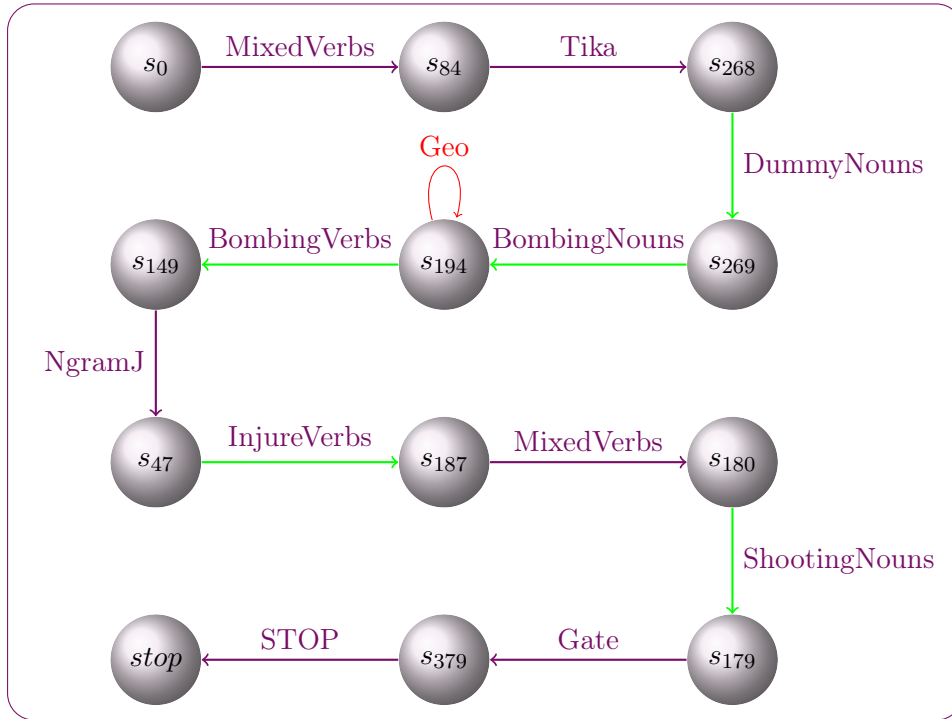 MixedVerbs Tika
s0 s84 s268
Geo
DummyNouns
BombingVerbs BombingNouns
s149 s194 s269
NgramJ
InjureVerbs MixedVerbs
s47 s187 s180
ShootingNouns
STOP Gate
stop s379 s179